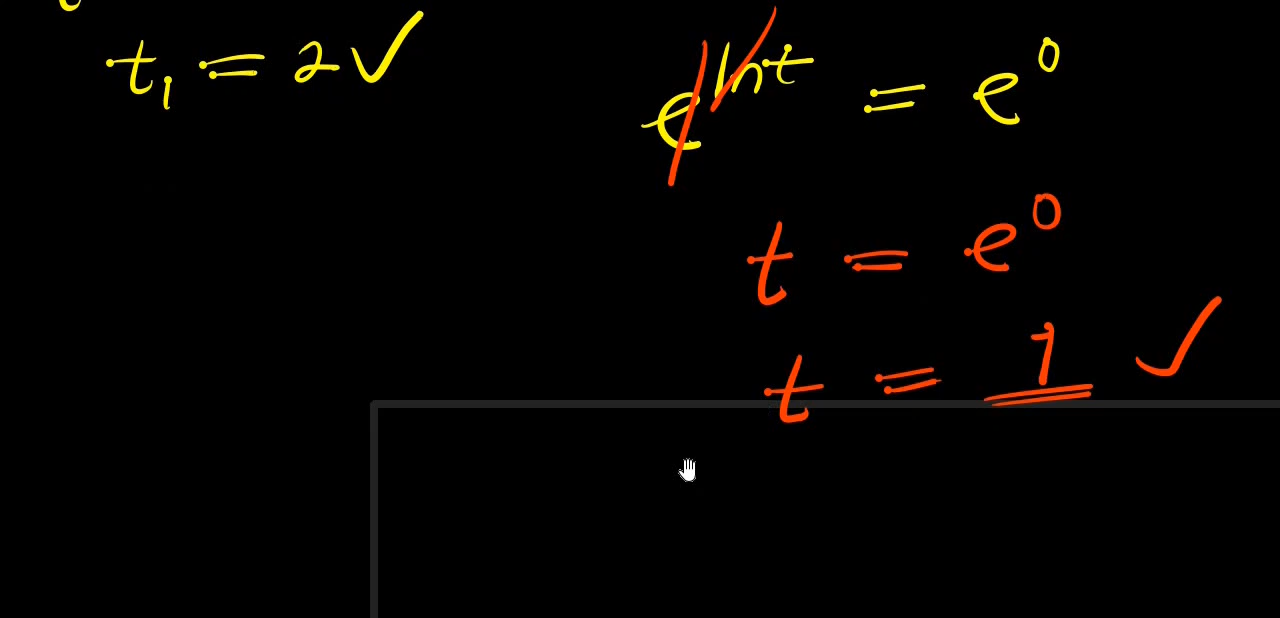 t₁ = 2 ✓
e^{ln t} = e⁰
t = e⁰
t = 1 ✓